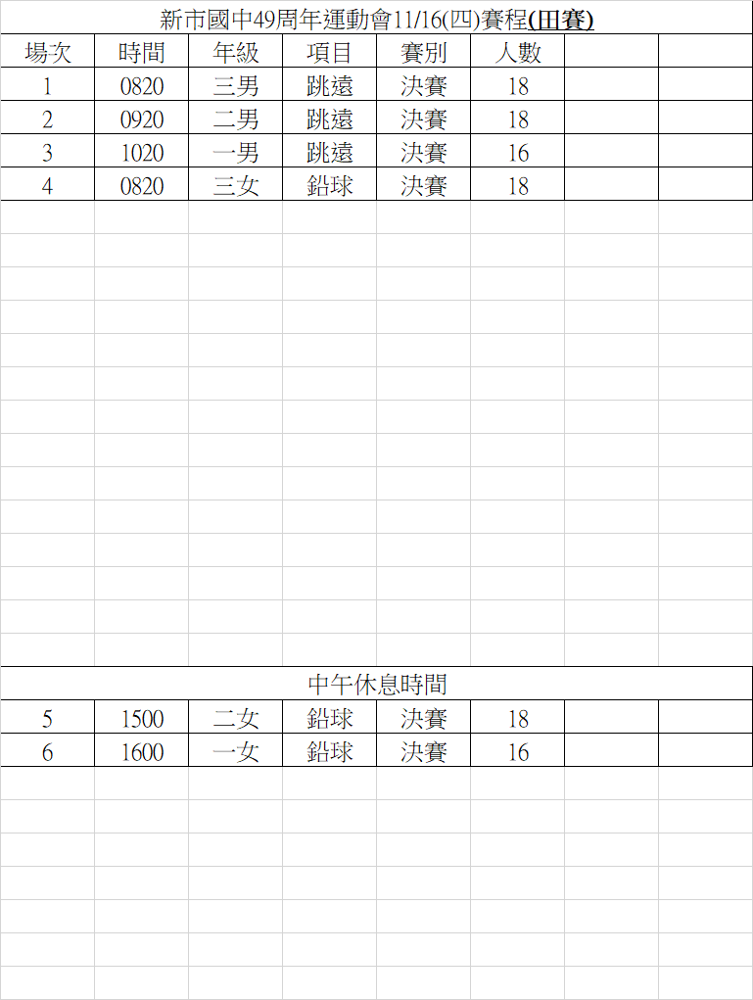 新市國中49周年運動會11/16(四)賽程(田賽)
場次 時間 年級 項目 賽別 人數
1 0820 三男 跳遠 決賽 18
2 0920 二男 跳遠 決賽 18
3 1020 一男 跳遠 決賽 16
4 0820 三女 鉛球 決賽 18
中午休息時間
5 1500 二女 鉛球 決賽 18
6 1600 一女 鉛球 決賽 16